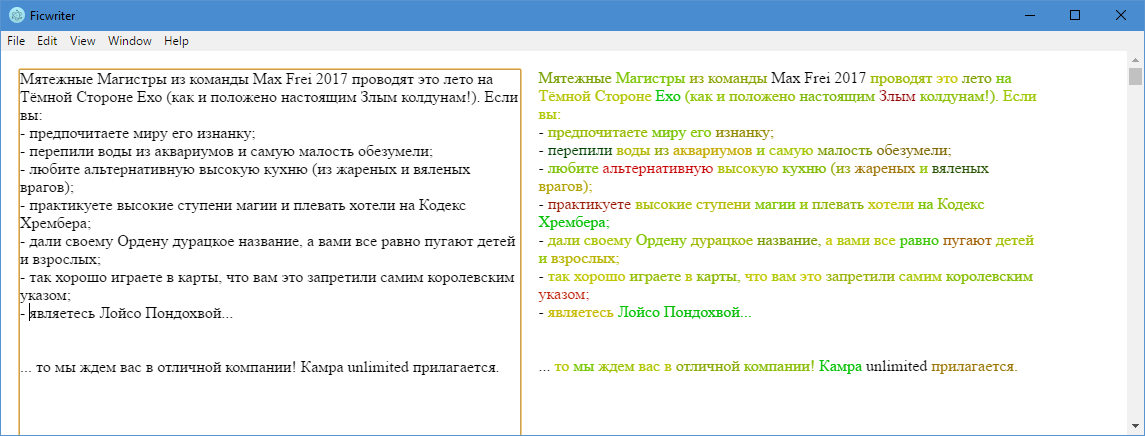 Ficwriter
File Edit View Window Help
Мятежные Магистры из команды Max Frei 2017 проводят это лето на
Тёмной Стороне Ехо (как и положено настоящим Злым колдунам!). Если
вы:
- предпочитаете миру его изнанку;
- перепили воды из аквариумов и самую малость обезумели;
- любите альтернативную высокую кухню (из жареных и вяленых
врагов);
- практикуете высокие ступени магии и плевать хотели на Кодекс
Хрембера;
- дали своему Ордену дурацкое название, а вами все равно пугают детей
и взрослых;
- так хорошо играете в карты, что вам это запретили самим королевским
указом;
- являетесь Лойсо Пондохвой...
... то мы ждем вас в отличной компании! Камра unlimited прилагается.
Мятежные Магистры из команды Max Frei 2017 проводят это лето на
Тёмной Стороне Ехо (как и положено настоящим Злым колдунам!). Если
вы:
- предпочитаете миру его изнанку;
- перепили воды из аквариумов и самую малость обезумели;
- любите альтернативную высокую кухню (из жареных и вяленых
врагов);
- практикуете высокие ступени магии и плевать хотели на Кодекс
Хрембера;
- дали своему Ордену дурацкое название, а вами все равно пугают детей
и взрослых;
- так хорошо играете в карты, что вам это запретили самим королевским
указом;
- являетесь Лойсо Пондохвой...
... то мы ждем вас в отличной компании! Камра unlimited прилагается.